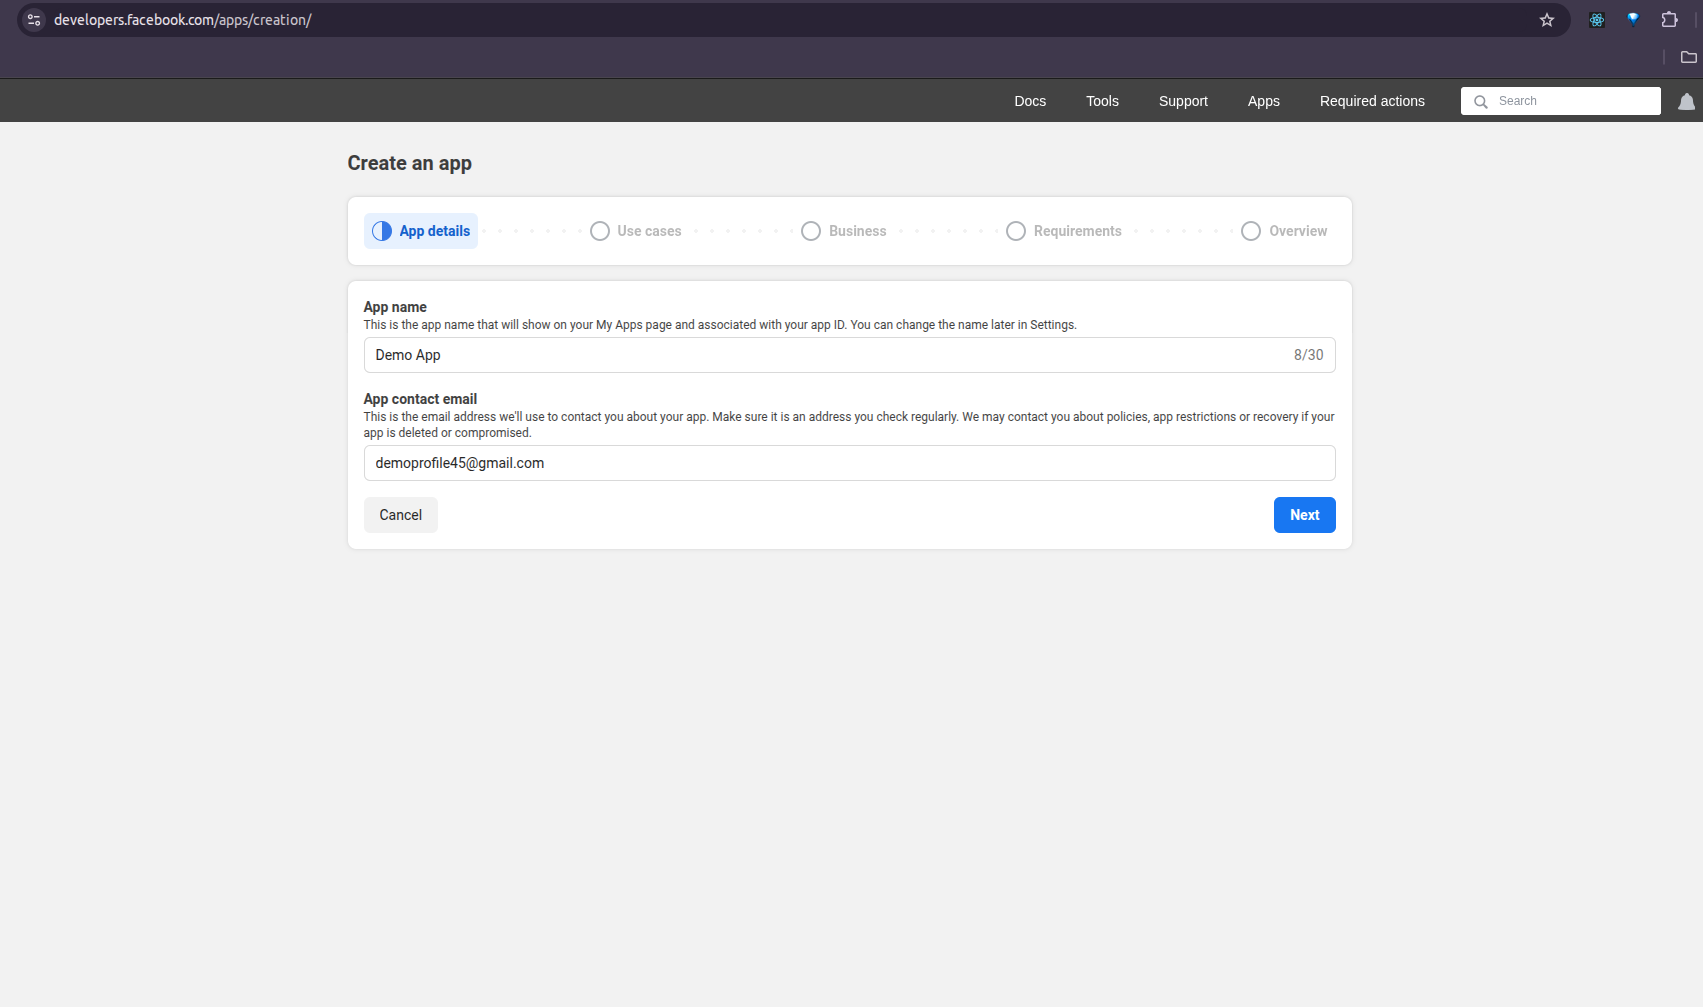 developers.facebook.com/apps/creation/
Docs Tools Support Apps Required actions Search
Create an app
App details Use cases Business Requirements Overview
App name
This is the app name that will show on your My Apps page and associated with your app ID. You can change the name later in Settings.
Demo App 8/30
App contact email
This is the email address we'll use to contact you about your app. Make sure it is an address you check regularly. We may contact you about policies, app restrictions or recovery if your
app is deleted or compromised.
demoprofile45@gmail.com
Cancel Next